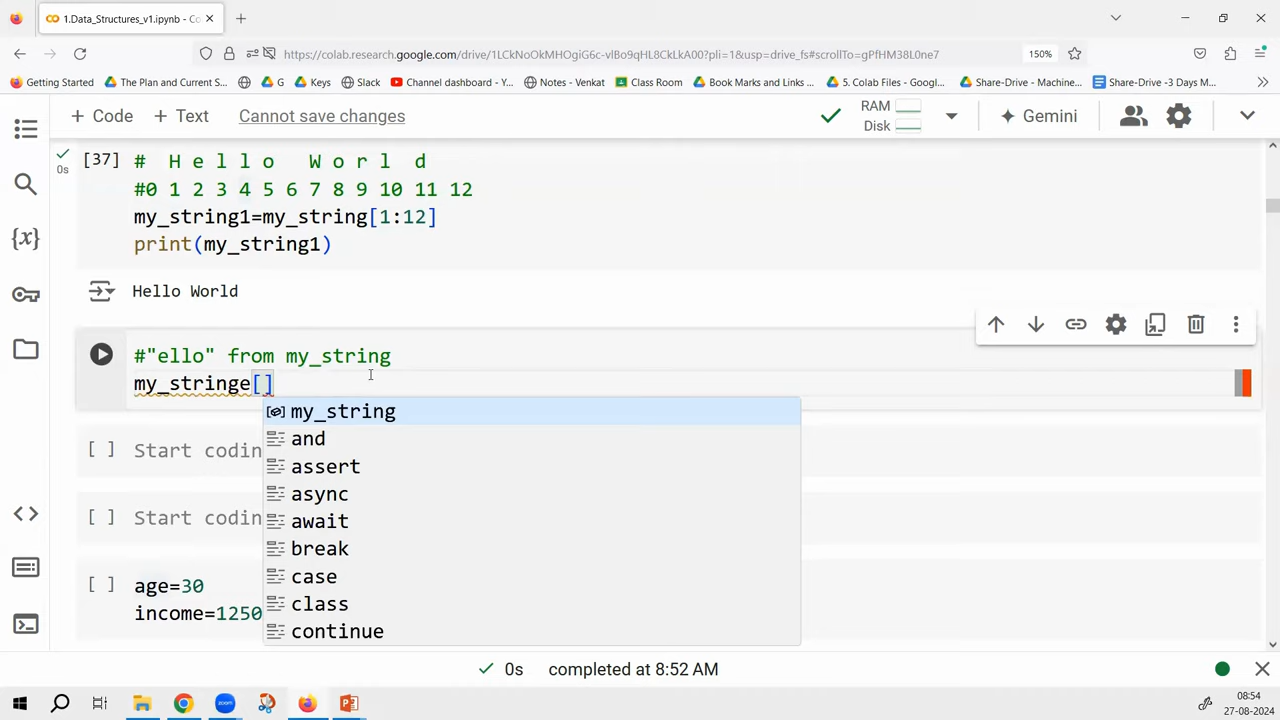 1.Data_Structures_v1.ipynb - Co
https://colab.research.google.com/drive/1LCkNoOkMHOgiG6c-vlBo9qHL8CkLkA00?pli=1&usp=drive_fs#scrollTo=gPfHM38L0ne7
150%
Getting Started
The Plan and Current S...
G
Keys
Slack
Channel dashboard - Y...
Notes - Venkat
Class Room
Book Marks and Links ...
5. Colab Files - Googl...
Share-Drive - Machine...
Share-Drive -3 Days M...
+ Code
+ Text
Cannot save changes
RAM
Disk
Gemini
[37]
0s
# H e l l o W o r l d
#0 1 2 3 4 5 6 7 8 9 10 11 12
my_string1=my_string[1:12]
print(my_string1)
Hello World
#"ello" from my_string
my_stringe[]
my_string
and
assert
async
await
break
case
class
continue
[ ] Start coding
[ ] Start coding
[ ] age=30
income=1250
0s completed at 8:52 AM
zoom
08:54
27-08-2024